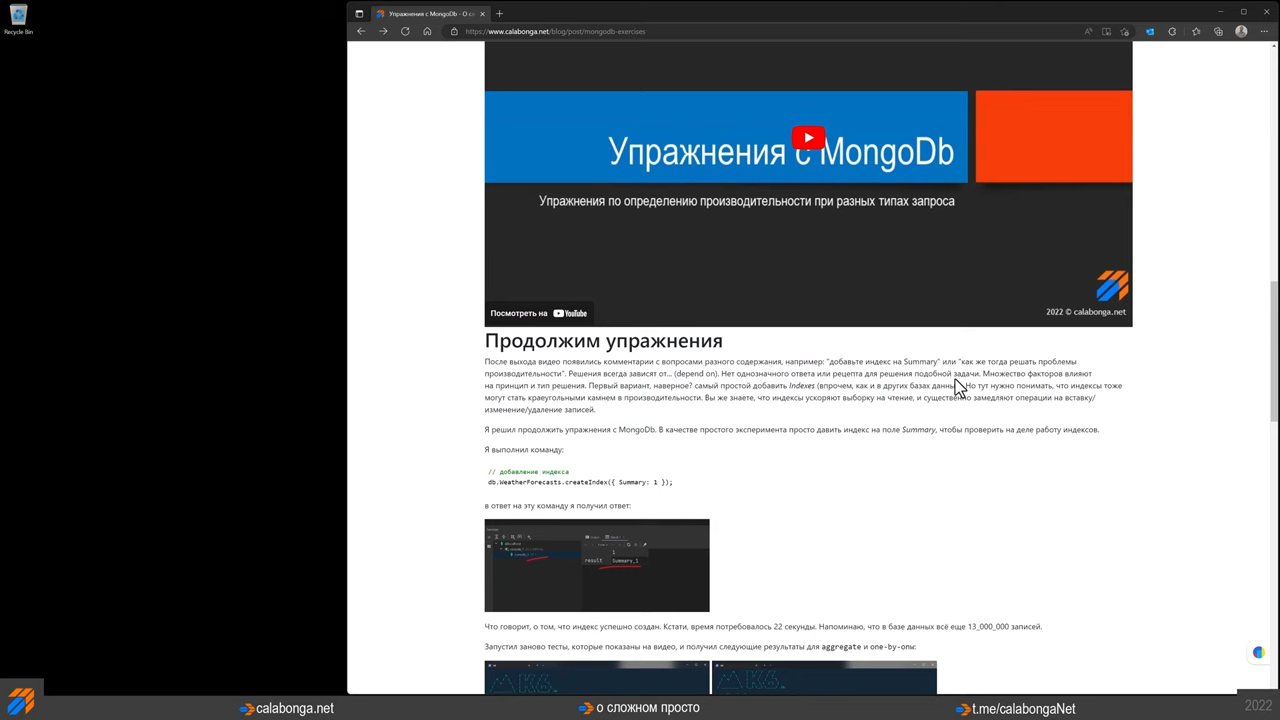 Recycle Bin
Упражнения с MongoDb - О с
https://www.calabonga.net/blog/post/mongodb-exercises
Упражнения с MongoDb
Упражнения по определению производительности при разных типах запроса
Посмотреть на YouTube
2022 © calabonga.net
Продолжим упражнения
После выхода видео появились комментарии с вопросами разного содержания, например: "добавьте индекс на Summary" или "как же тогда решать проблемы
производительности". Решения всегда зависят от... (depend on). Нет однозначного ответа или рецепта для решения подобной задачи. Множество факторов влияют
на принцип и тип решения. Первый вариант, наверное? самый простой добавить Indexes (впрочем, как и в других базах данн Но тут нужно понимать, что индексы тоже
могут стать краеугольными камнем в производительности. Вы же знаете, что индексы ускоряют выборку на чтение, и существенно замедляют операции на вставку/
изменение/удаление записей.
Я решил продолжить упражнения с MongoDb. В качестве простого эксперимента просто давить индекс на поле Summary, чтобы проверить на деле работу индексов.
Я выполнил команду:
// добавление индекса
db.WeatherForecasts.createIndex({ Summary: 1 });
в ответ на эту команду я получил ответ:
1
result Summary_1
Что говорит, о том, что индекс успешно создан. Кстати, время потребовалось 22 секунды. Напоминаю, что в базе данных всё еще 13_000_000 записей.
Запустил заново тесты, которые показаны на видео, и получил следующие результаты для aggregate и one-by-one:
calabonga.net
о сложном просто
t.me/calabongaNet
2022